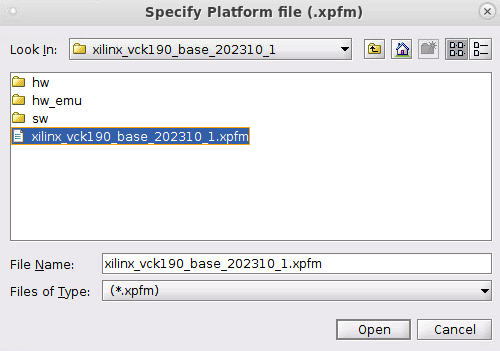 Specify Platform file (.xpfm)
Look In: xilinx_vck190_base_202310_1
hw
hw_emu
sw
xilinx_vck190_base_202310_1.xpfm
File Name: xilinx_vck190_base_202310_1.xpfm
Files of Type: (*.xpfm)
Open Cancel